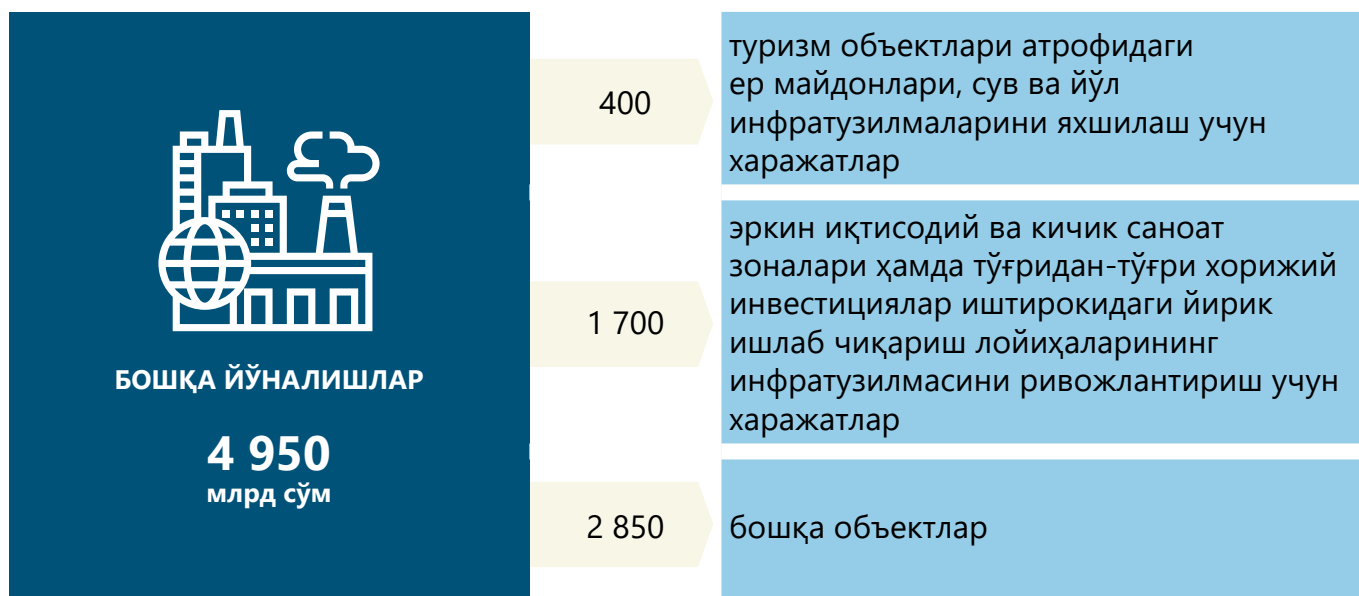 БОШҚА ЙЎНАЛИШЛАР
4 950
млрд сўм
400
туризм объектлари атрофидаги
ер майдонлари, сув ва йўл
инфратузилмаларини яхшилаш учун
харажатлар
1 700
эркин иқтисодий ва кичик саноат
зоналари ҳамда тўғридан-тўғри хорижий
инвестициялар иштирокидаги йирик
ишлаб чиқариш лойиҳаларининг
инфратузилмасини ривожлантириш учун
харажатлар
2 850
бошқа объектлар